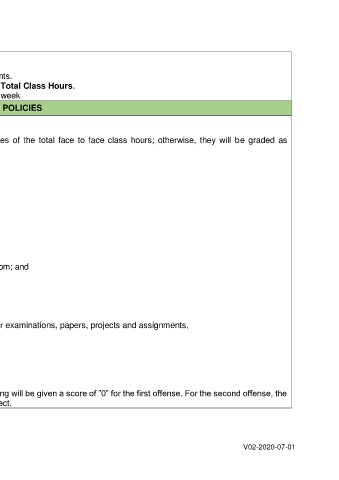 nts.
Total Class Hours.
week
POLICIES
es of the total face to face class hours; otherwise, they will be graded as
om; and
r examinations, papers, projects and assignments,
ng will be given a score of "0" for the first offense. For the second offense, the
ect.
V02-2020-07-01